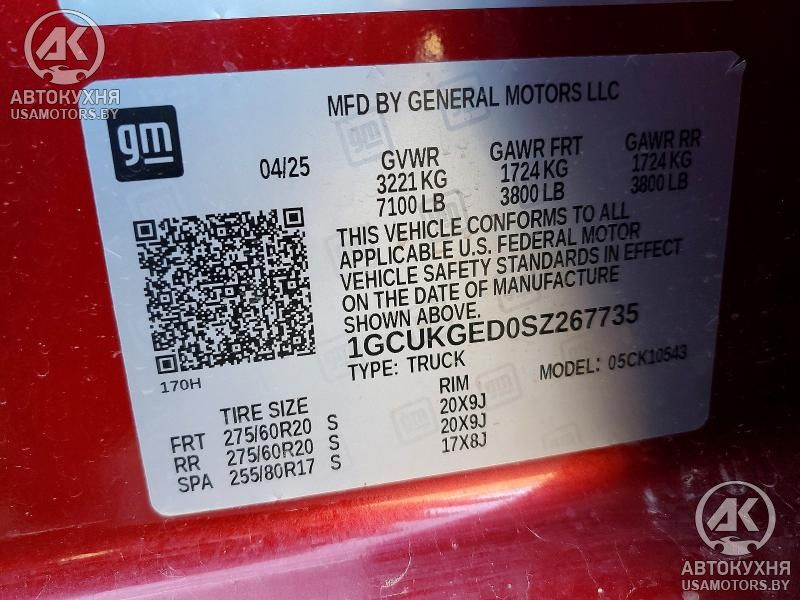 АК
АВТОКУХНЯ
USAMOTORS.BY
gm
MFD BY GENERAL MOTORS LLC
04/25
GVWR
3221 KG
7100 LB
GAWR FRT
1724 KG
3800 LB
GAWR RR
1724 KG
3800 LB
THIS VEHICLE CONFORMS TO ALL
APPLICABLE U.S. FEDERAL MOTOR
VEHICLE SAFETY STANDARDS IN EFFECT
ON THE DATE OF MANUFACTURE
SHOWN ABOVE.
1GCUKGED0SZ267735
TYPE: TRUCK
MODEL: 05CK10543
170H
TIRE SIZE
RIM
FRT 275/60R20 S 20X9J
RR 275/60R20 S 20X9J
SPA 255/80R17 S 17X8J
АК
АВТОКУХНЯ
USAMOTORS.BY